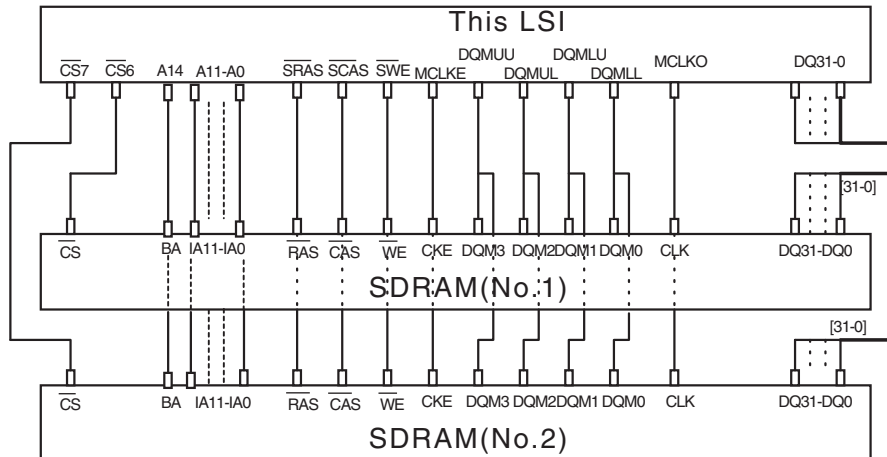 This LSI
CS7 CS6 A14 A11-A0 SRAS SCAS SWE MCLKE DQMUU DQMUL DQMLU DQMLL MCLKO DQ31-0
[31-0]
CS BA IA11-IA0 RAS CAS WE CKE DQM3 DQM2 DQM1 DQM0 CLK DQ31-DQ0
SDRAM(No.1)
[31-0]
CS BA IA11-IA0 RAS CAS WE CKE DQM3 DQM2 DQM1 DQM0 CLK DQ31-DQ0
SDRAM(No.2)